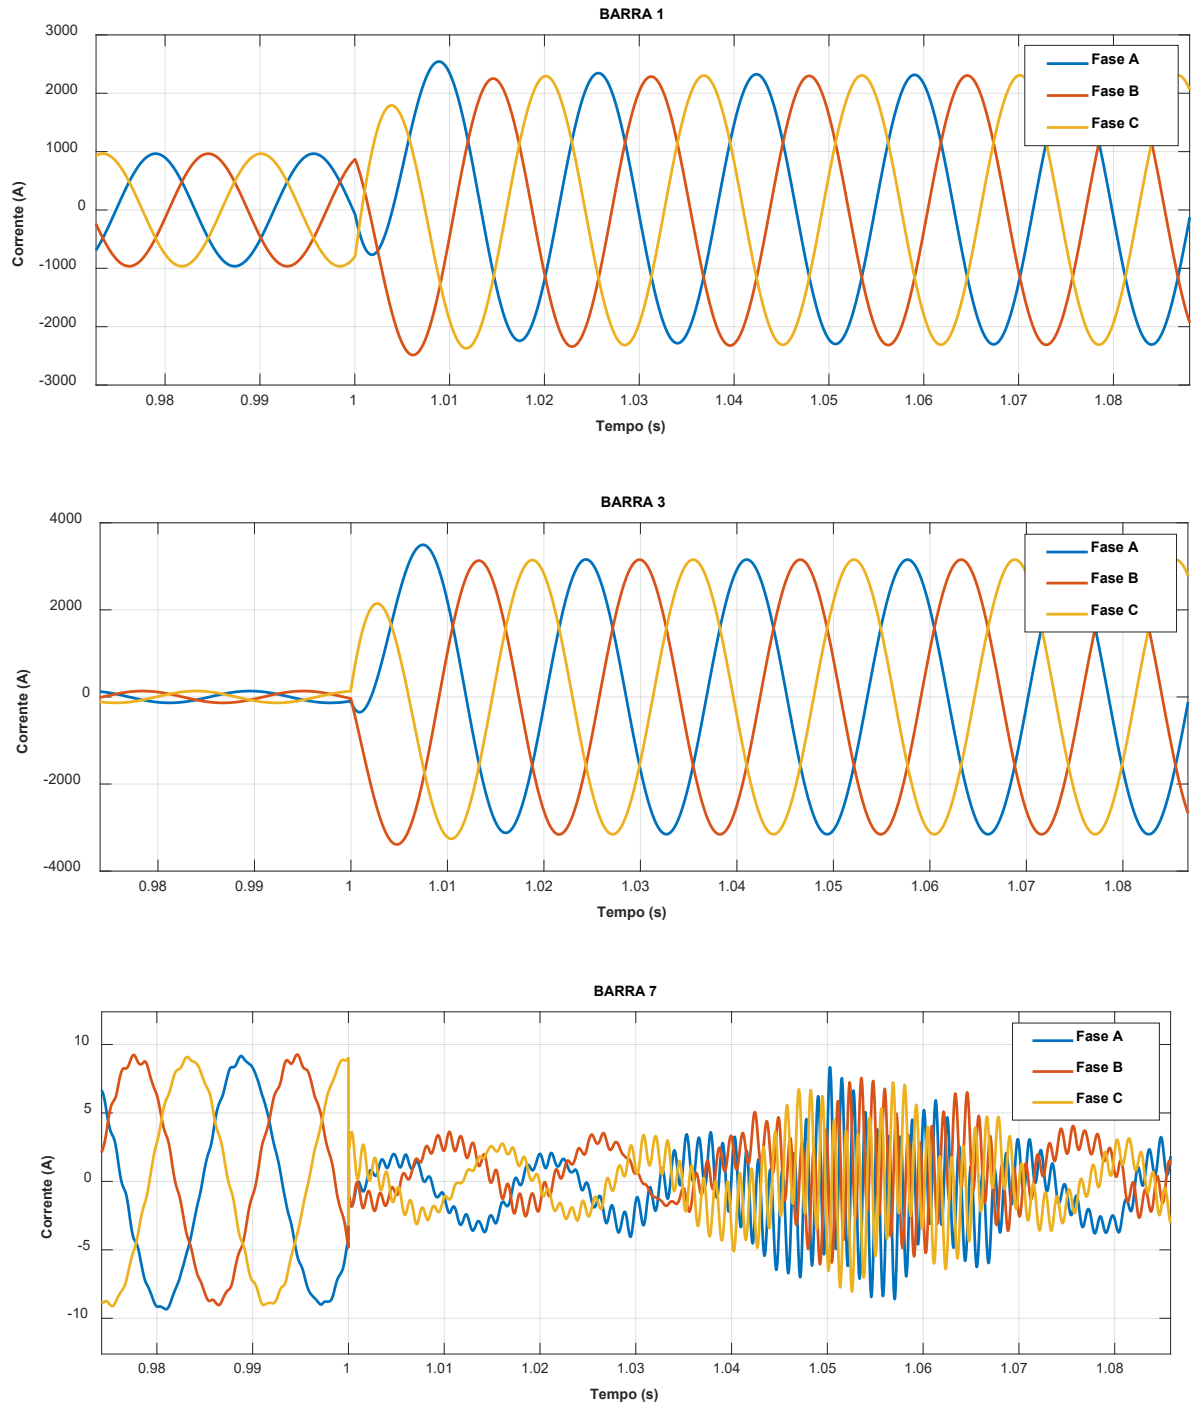 BARRA 1
3000
2000
1000
0
-1000
-2000
-3000
Corrente (A)
Fase A
Fase B
Fase C
0.98 0.99 1 1.01 1.02 1.03 1.04 1.05 1.06 1.07 1.08
Tempo (s)
BARRA 3
4000
2000
0
-2000
-4000
Corrente (A)
Fase A
Fase B
Fase C
0.98 0.99 1 1.01 1.02 1.03 1.04 1.05 1.06 1.07 1.08
Tempo (s)
BARRA 7
10
5
0
-5
-10
Corrente (A)
Fase A
Fase B
Fase C
0.98 0.99 1 1.01 1.02 1.03 1.04 1.05 1.06 1.07 1.08
Tempo (s)